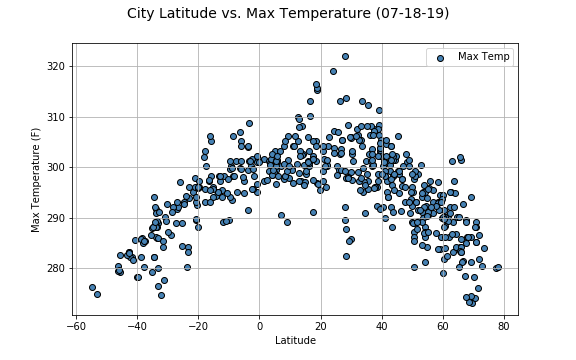 City Latitude vs. Max Temperature (07-18-19)
Max Temp
Max Temperature (F)
320
310
300
290
280
−60 −40 −20 0 20 40 60 80
Latitude